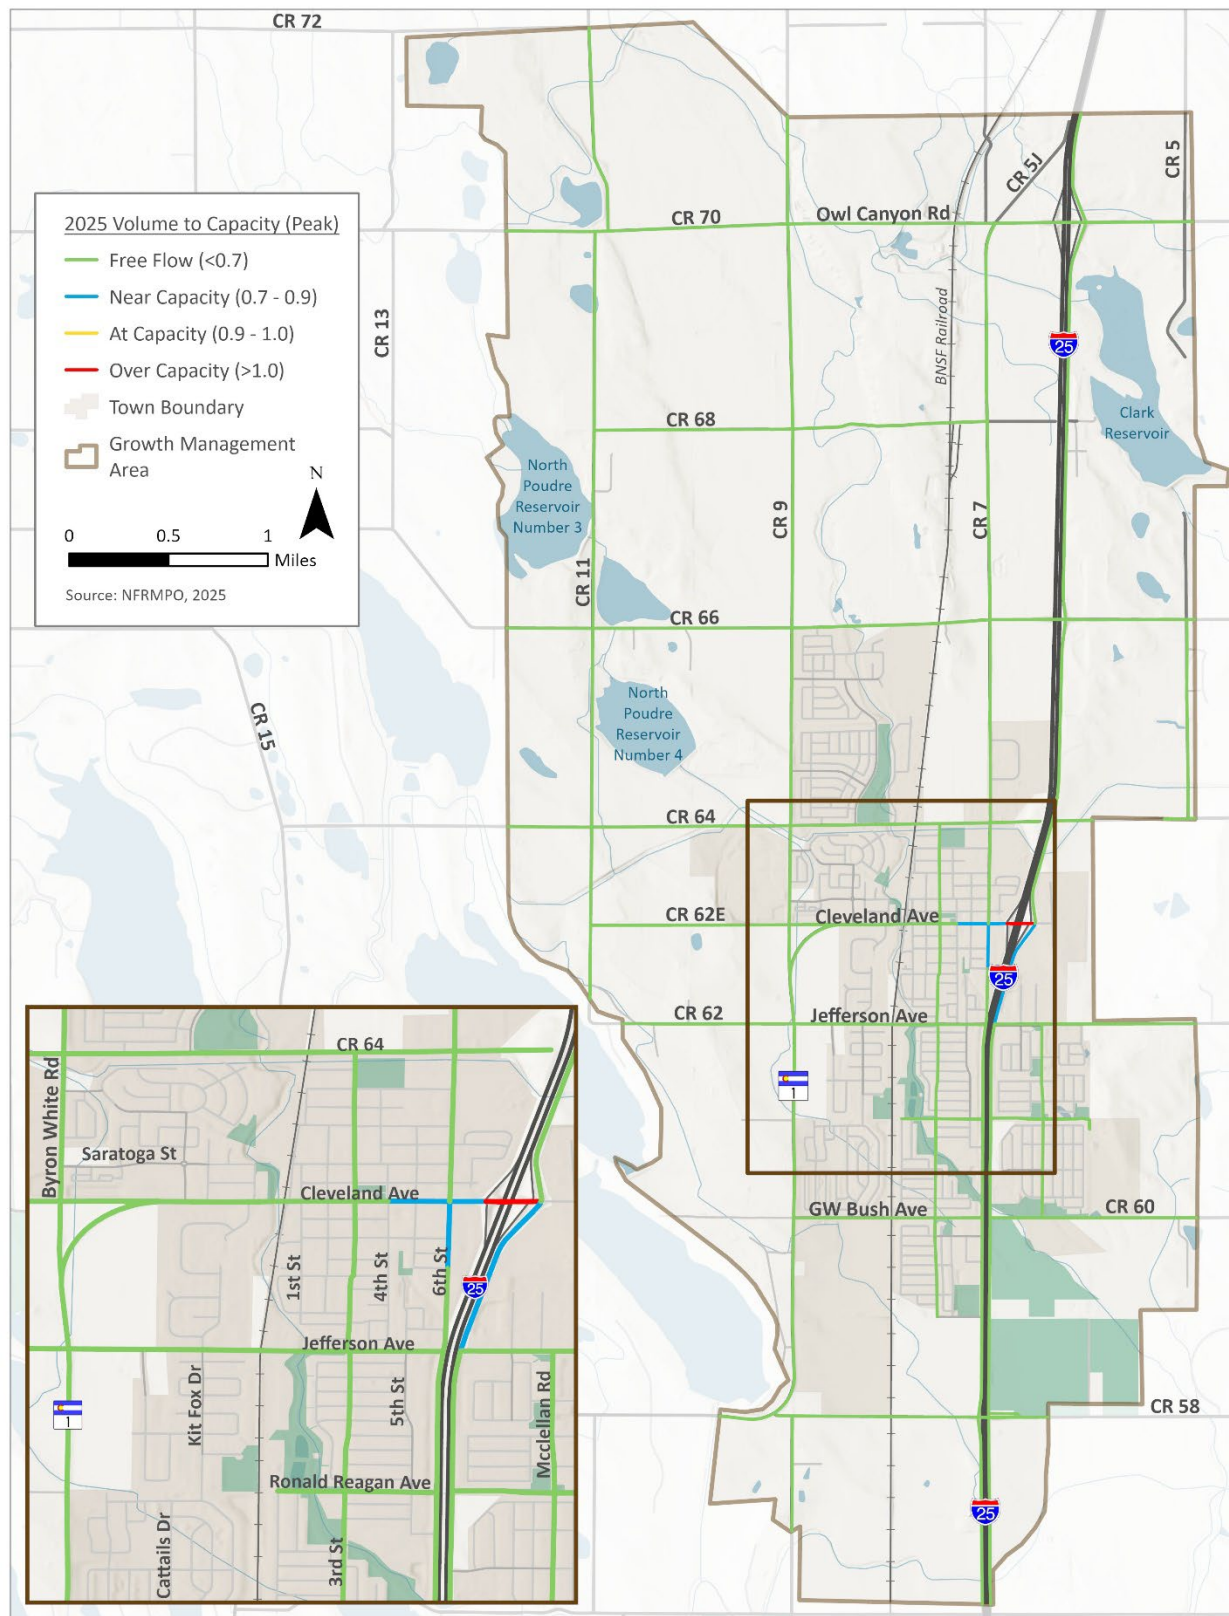 CR 72
CR 5J
CR 5
2025 Volume to Capacity (Peak)
Free Flow (<0.7)
Near Capacity (0.7 - 0.9)
At Capacity (0.9 - 1.0)
Over Capacity (>1.0)
Town Boundary
Growth Management
Area
N
0 0.5 1
Miles
Source: NFRMPO, 2025
CR 70
Owl Canyon Rd
CR 13
BNSF Railroad
25
Clark
Reservoir
CR 68
North
Poudre
Reservoir
Number 3
CR 9
CR 7
CR 11
CR 66
North
Poudre
Reservoir
Number 4
CR 15
CR 64
CR 62E
Cleveland Ave
25
CR 62
Jefferson Ave
1
GW Bush Ave
CR 60
CR 58
25
CR 64
Byron White Rd
Saratoga St
Cleveland Ave
1st St
4th St
6th St
25
Jefferson Ave
Kit Fox Dr
5th St
Mcclellan Rd
1
Ronald Reagan Ave
Cattails Dr
3rd St